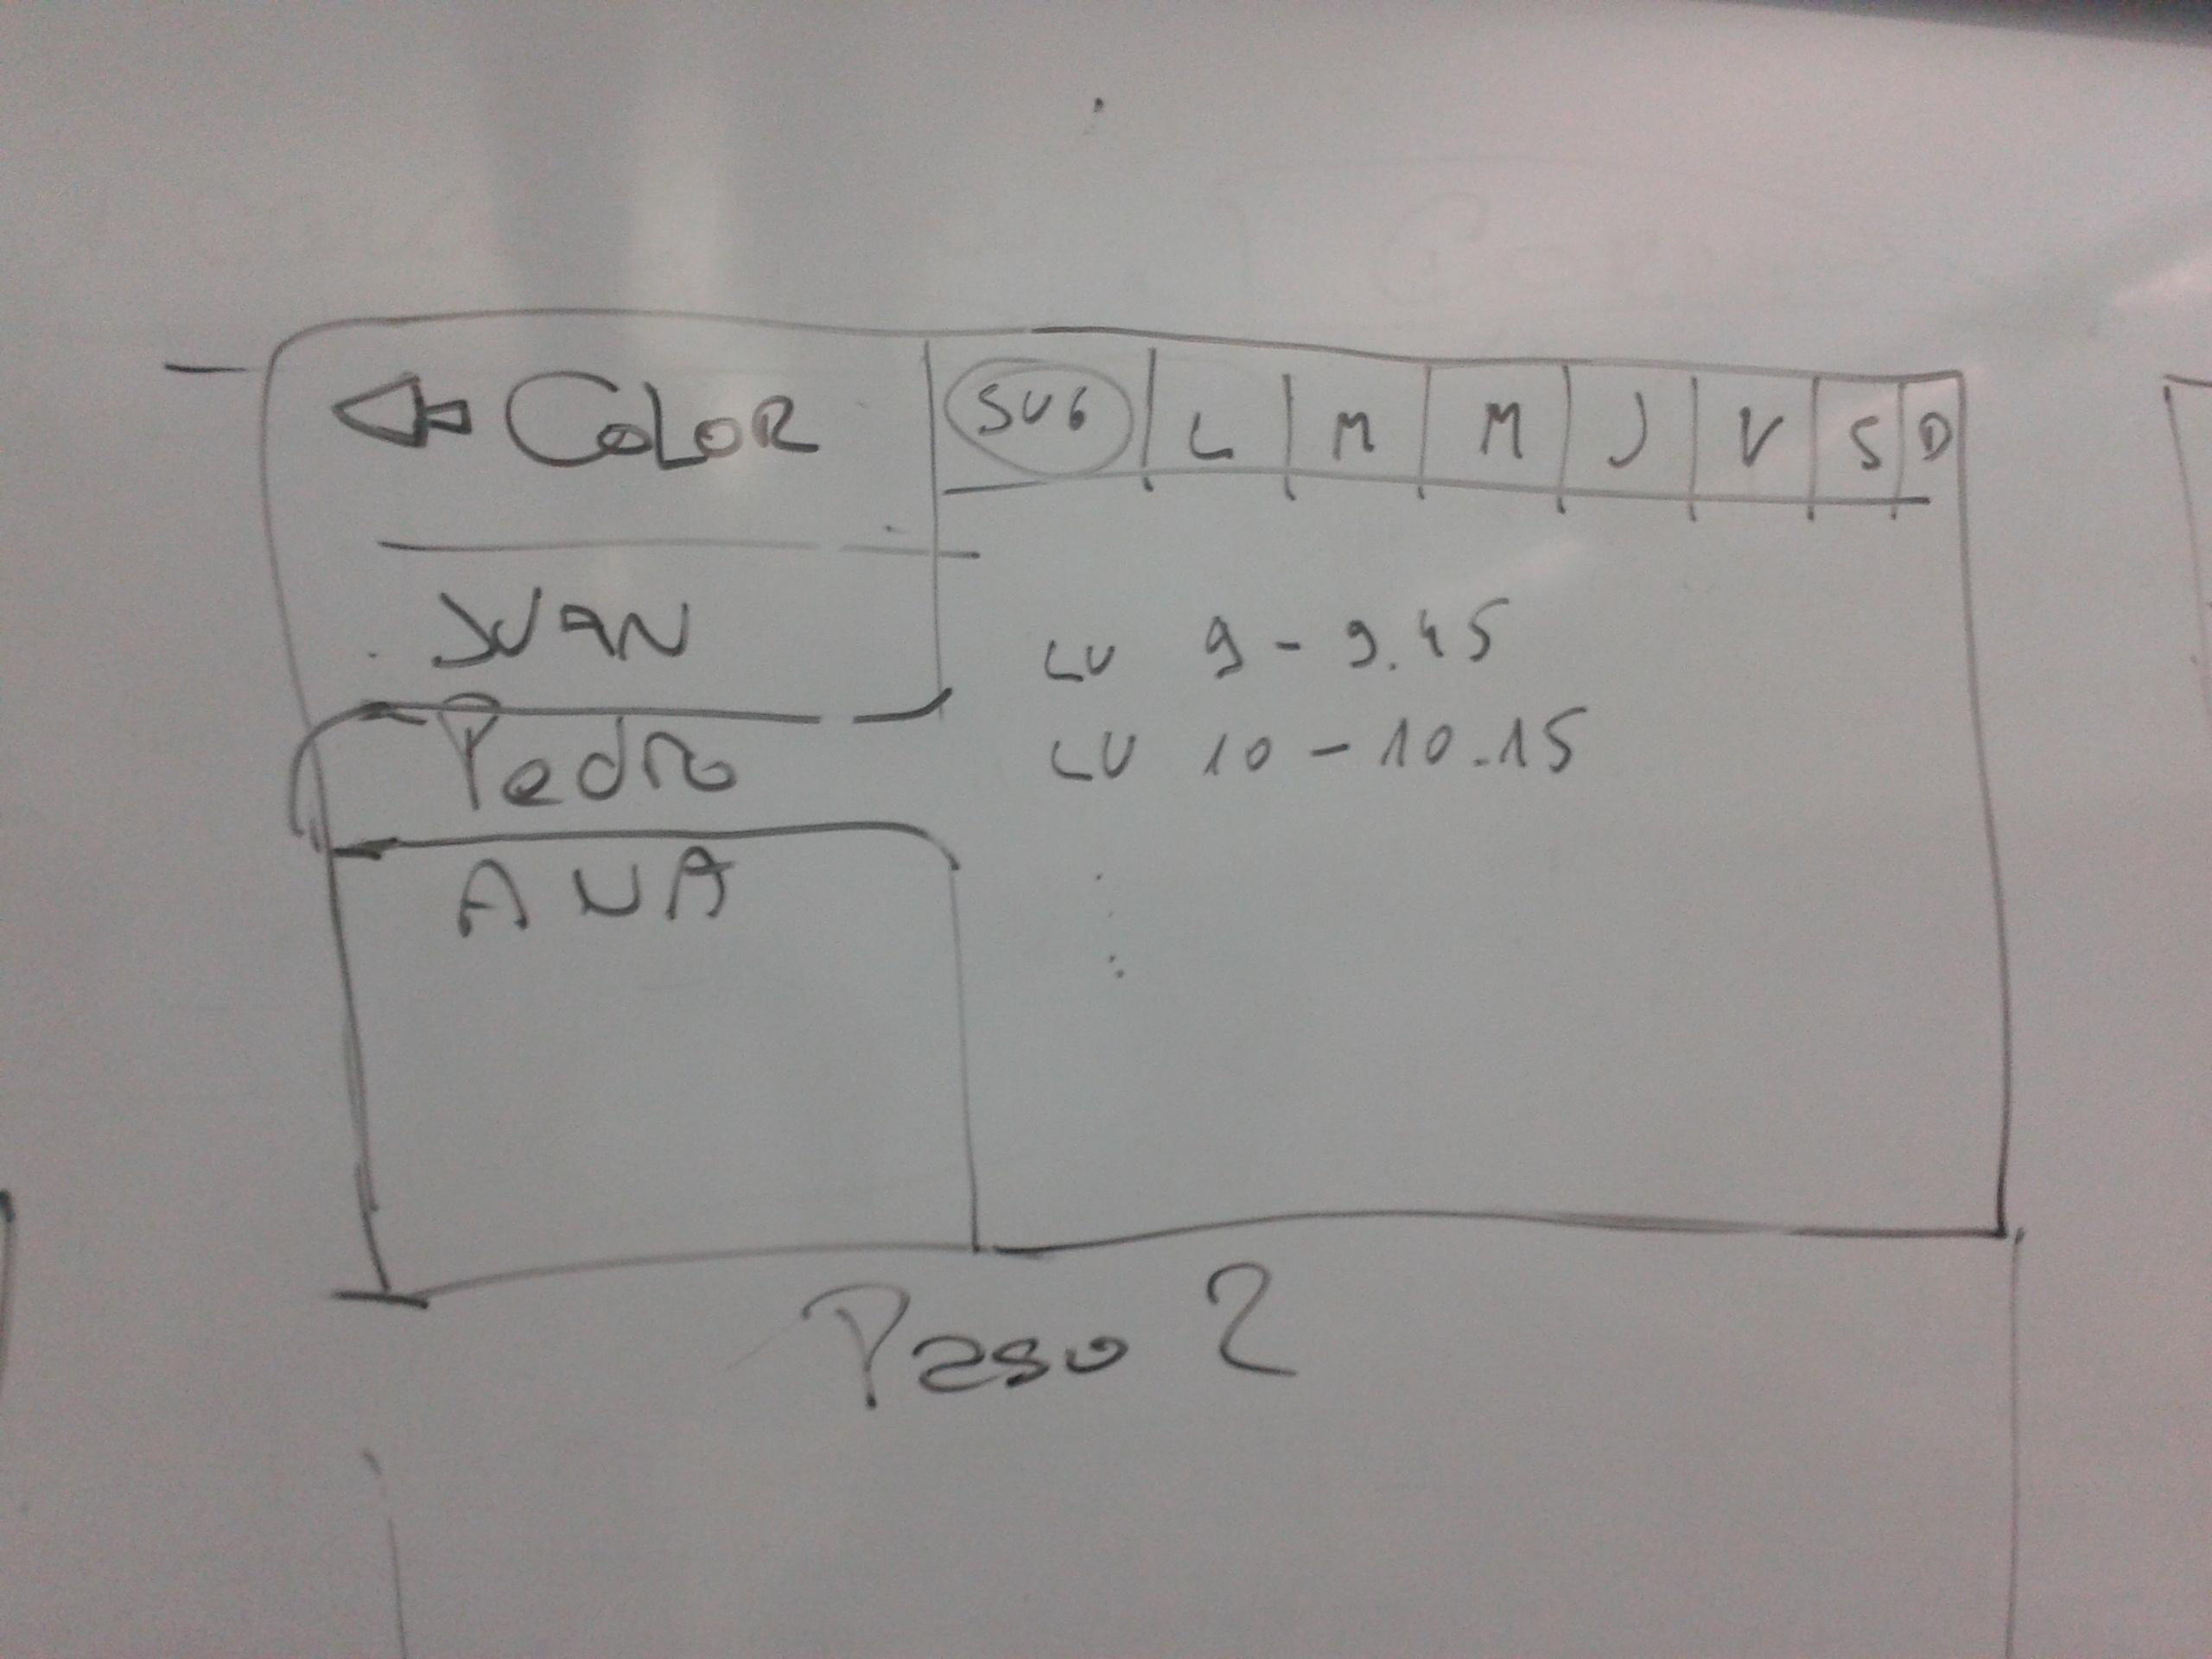 COLOR
SUG L M M J V S D
JUAN
LU 9 - 9.45
Pedro
LU 10 - 10.15
ANA
Paso 2